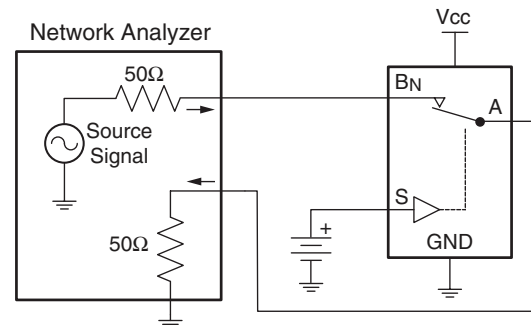 Network Analyzer
50Ω
Source
Signal
50Ω
Vcc
BN
A
S
+
GND